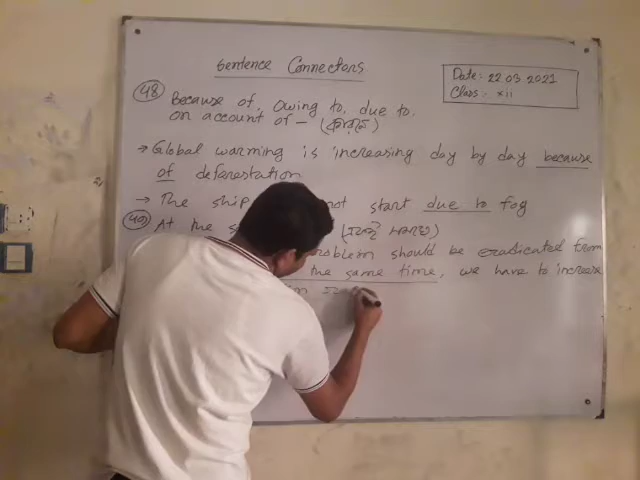 Sentence Connectors
Date: 22.03.2021
Class: xii
48 Because of, Owing to, due to,
on account of - (কারণে)
→ Global warming is increasing day by day because
of deforestation
→ The ship not start due to fog
49 At the s (একই সময়ে)
problem should be eradicated from
the same time, we have to increase